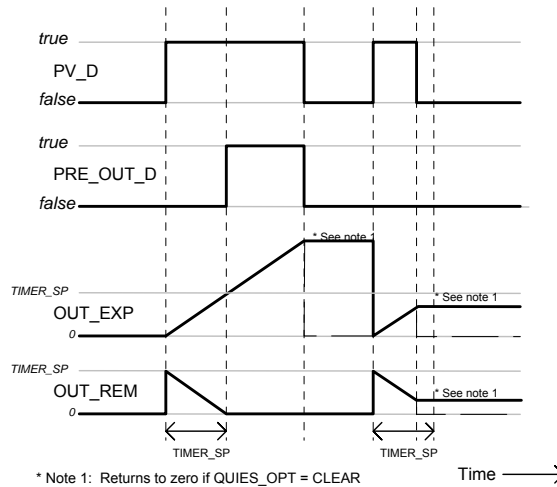 true
PV_D
false
true
PRE_OUT_D
false
* See note 1
TIMER_SP
* See note 1
OUT_EXP
0
TIMER_SP
* See note 1
OUT_REM
0
TIMER_SP
TIMER_SP
* Note 1: Returns to zero if QUIES_OPT = CLEAR
Time